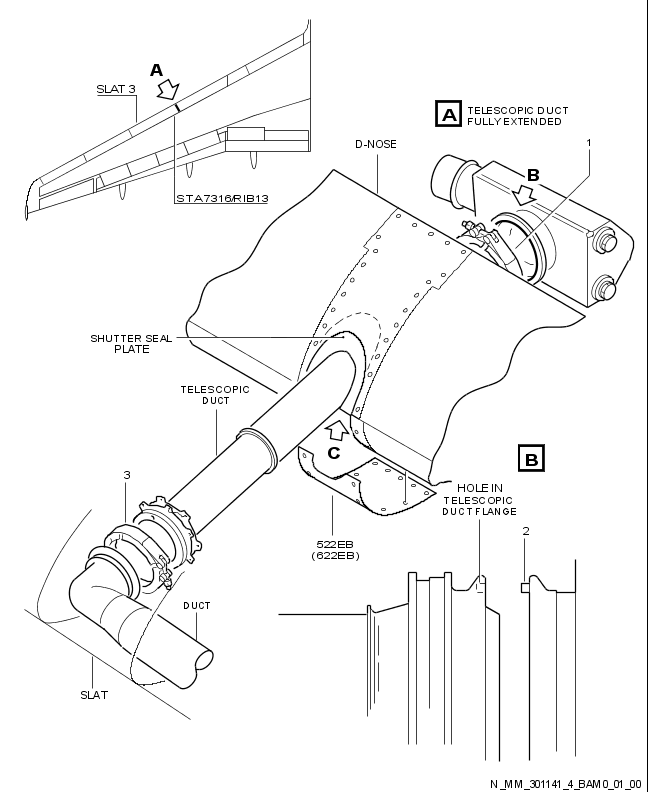 A
SLAT 3
STA7316/RIB13
A
TELESCOPIC DUCT
FULLY EXTENDED
1
D-NOSE
B
SHUTTER SEAL
PLATE
TELESCOPIC
DUCT
C
B
3
HOLE IN
TELESCOPIC
DUCT FLANGE
2
522EB
(622EB)
DUCT
SLAT
N_MM_301141_4_BAM0_01_00